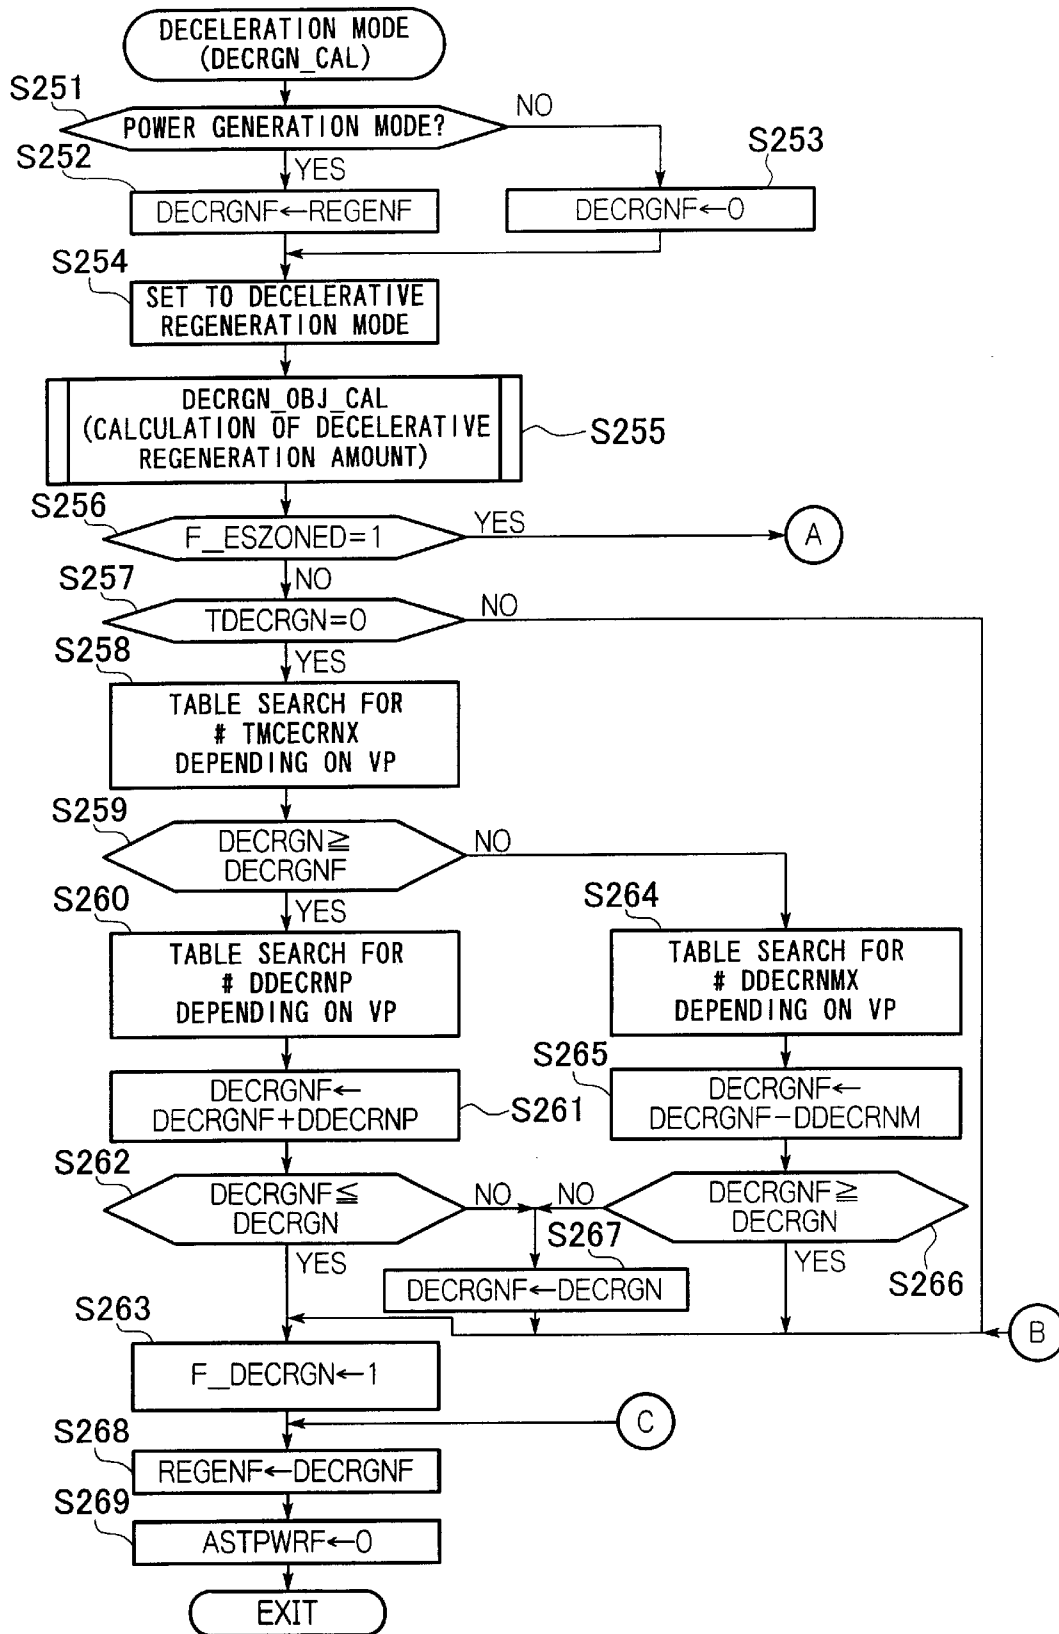 DECELERATION MODE
(DECRGN_CAL)
S251
POWER GENERATION MODE?
NO
S252
YES
S253
DECRGNF←REGENF
DECRGNF←0
S254
SET TO DECELERATIVE
REGENERATION MODE
DECRGN_OBJ_CAL
(CALCULATION OF DECELERATIVE
REGENERATION AMOUNT)
S255
S256
F_ESZONED=1
YES
A
NO
S257
TDECRGN=0
NO
S258
YES
TABLE SEARCH FOR
# TMCECRNX
DEPENDING ON VP
S259
DECRGN≧
DECRGNF
NO
S260
YES
S264
TABLE SEARCH FOR
# DDECRNP
DEPENDING ON VP
TABLE SEARCH FOR
# DDECRNMX
DEPENDING ON VP
S265
DECRGNF←
DECRGNF+DDECRNP
S261
DECRGNF←
DECRGNF-DDECRNM
S262
DECRGNF≦
DECRGN
NO
NO
DECRGNF≧
DECRGN
YES
S267
YES
S266
DECRGNF←DECRGN
S263
B
F_DECRGN←1
C
S268
REGENF←DECRGNF
S269
ASTPWRF←0
EXIT